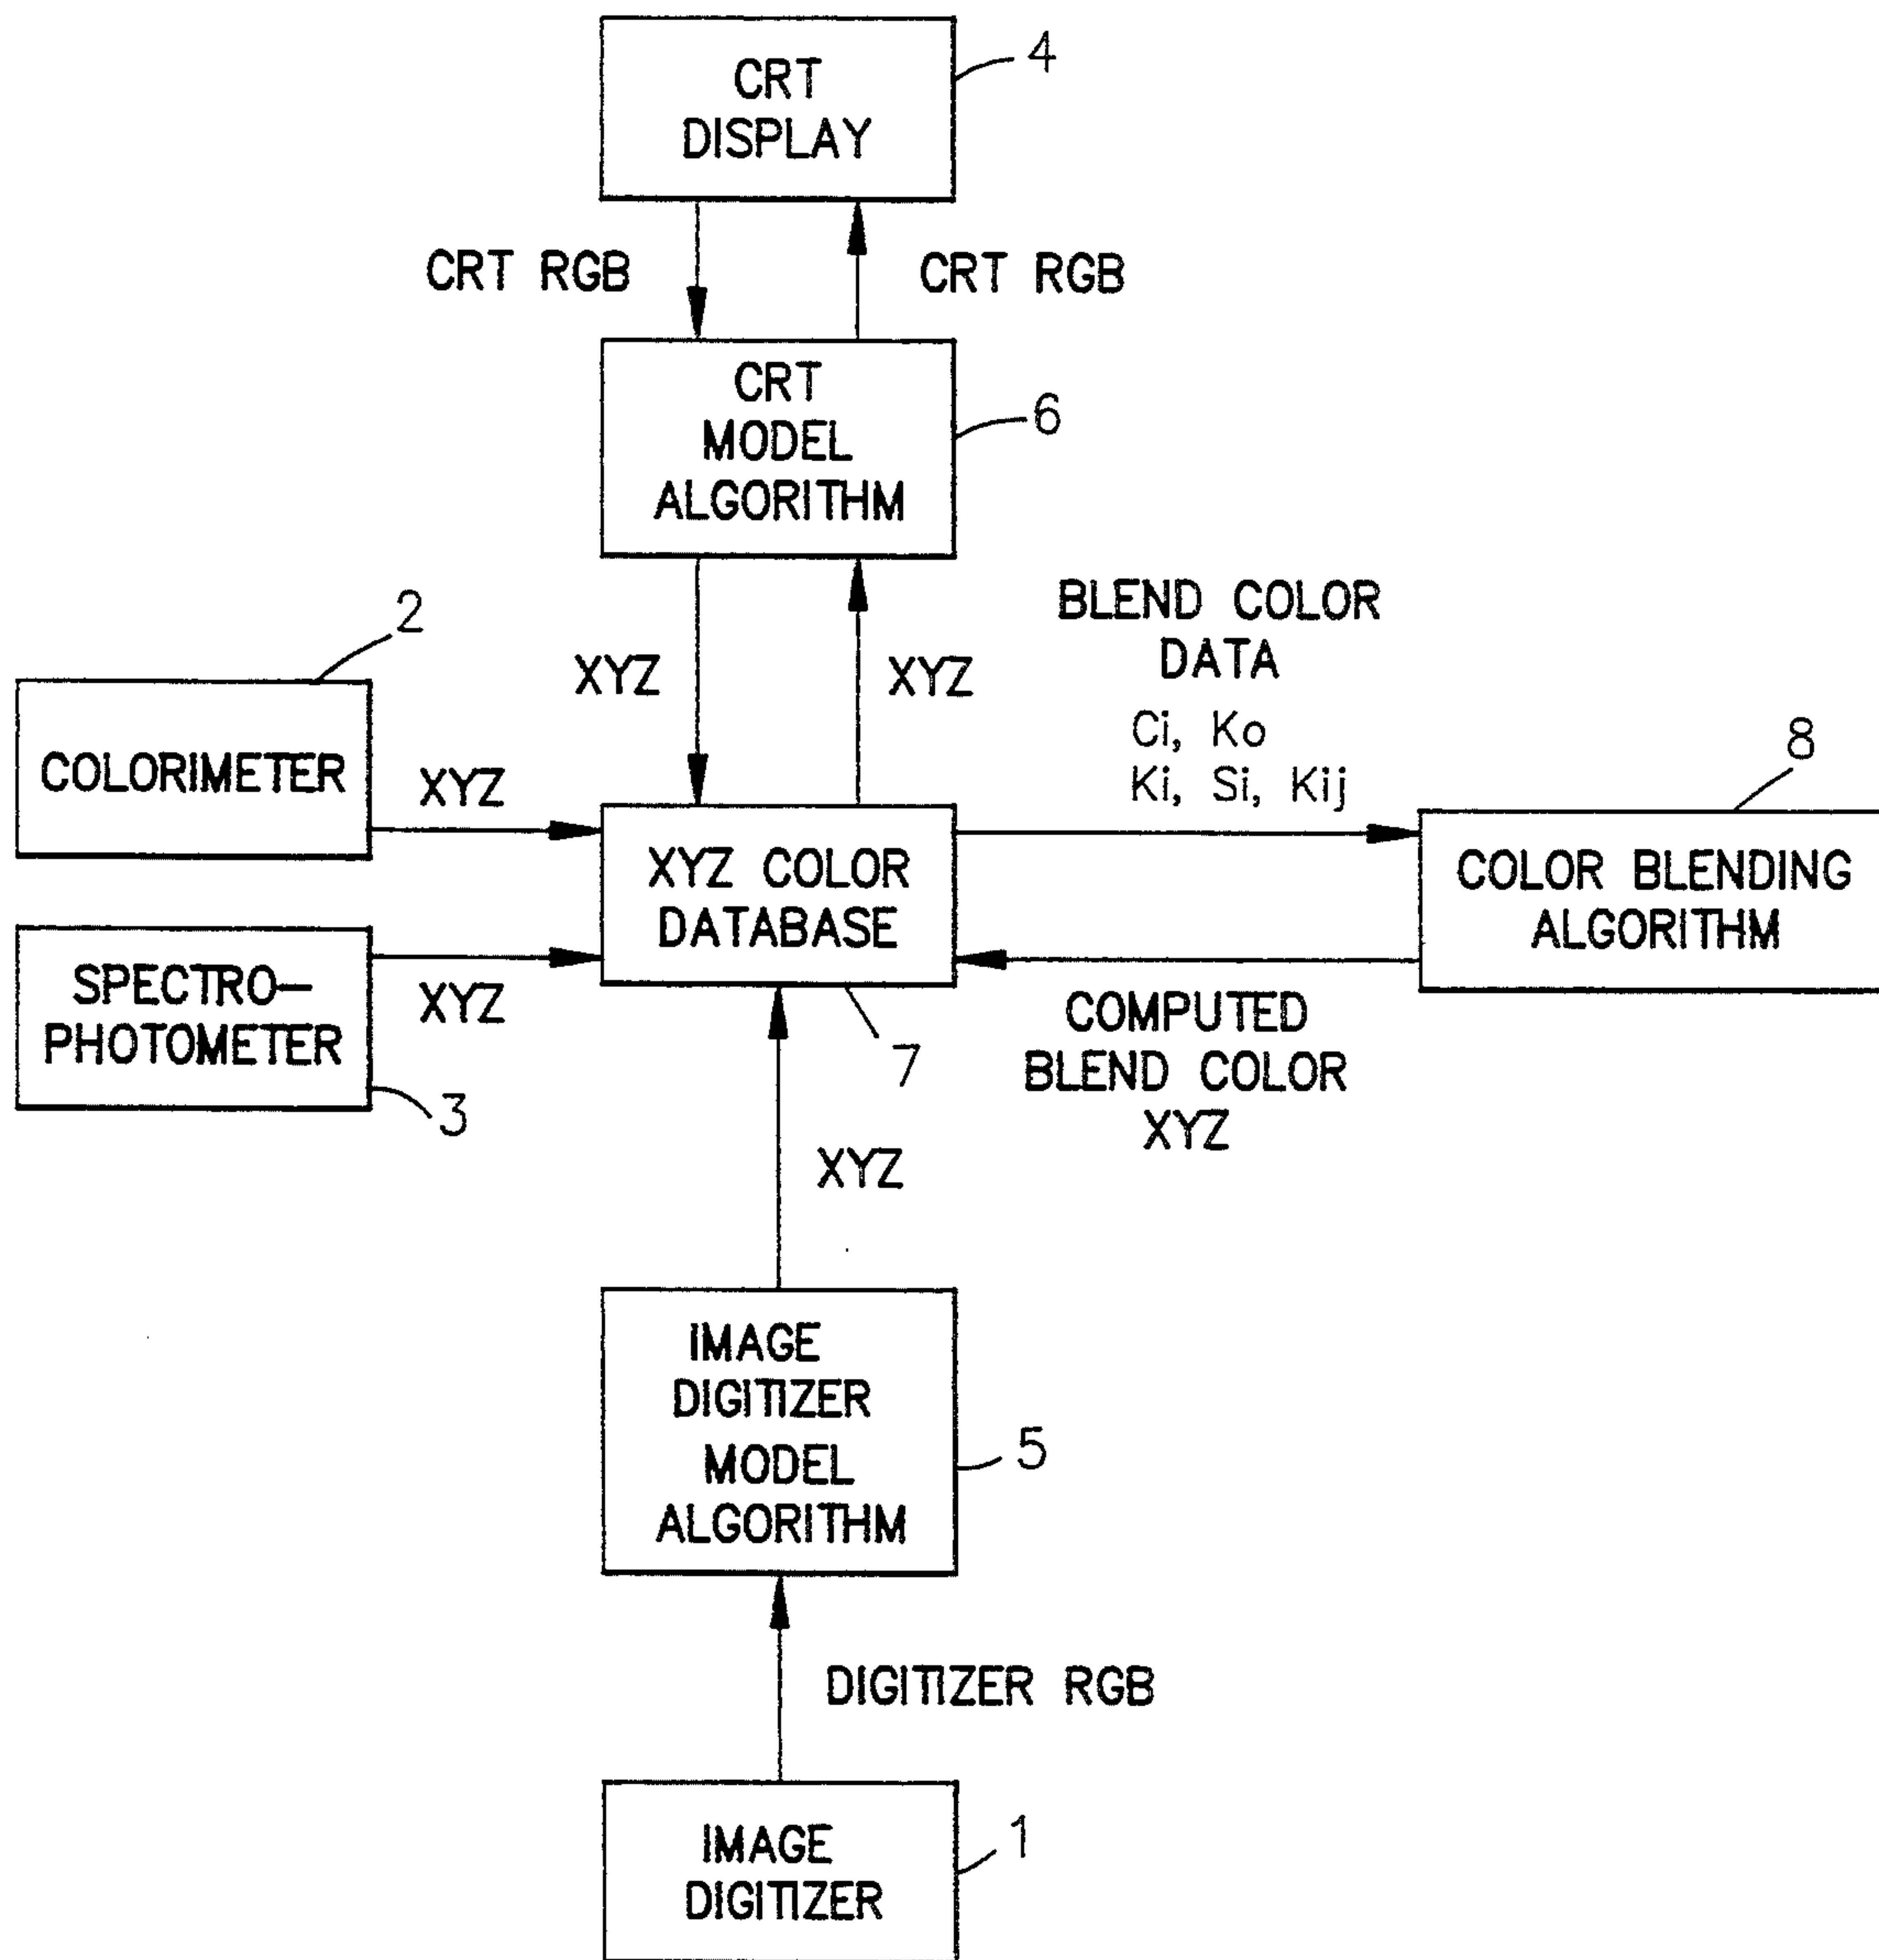 CRT
DISPLAY
4
CRT RGB
CRT RGB
CRT
MODEL
ALGORITHM
6
XYZ
XYZ
BLEND COLOR
DATA
Ci, Ko
Ki, Si, Kij
2
COLORIMETER
XYZ
SPECTRO-
PHOTOMETER
3
XYZ
XYZ COLOR
DATABASE
7
8
COLOR BLENDING
ALGORITHM
COMPUTED
BLEND COLOR
XYZ
XYZ
IMAGE
DIGITIZER
MODEL
ALGORITHM
5
DIGITIZER RGB
IMAGE
DIGITIZER
1